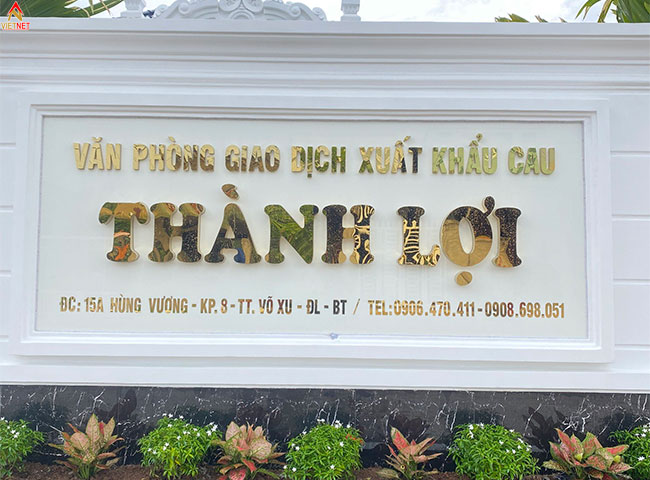 VIETNET
VĂN PHÒNG GIAO DỊCH XUẤT KHẨU CAU
THÀNH LỢI
ĐC: 15A HÙNG VƯƠNG - KP. 8 - TT. VÕ XU - ĐL - BT / TEL:0906.470.411-0908.698.051